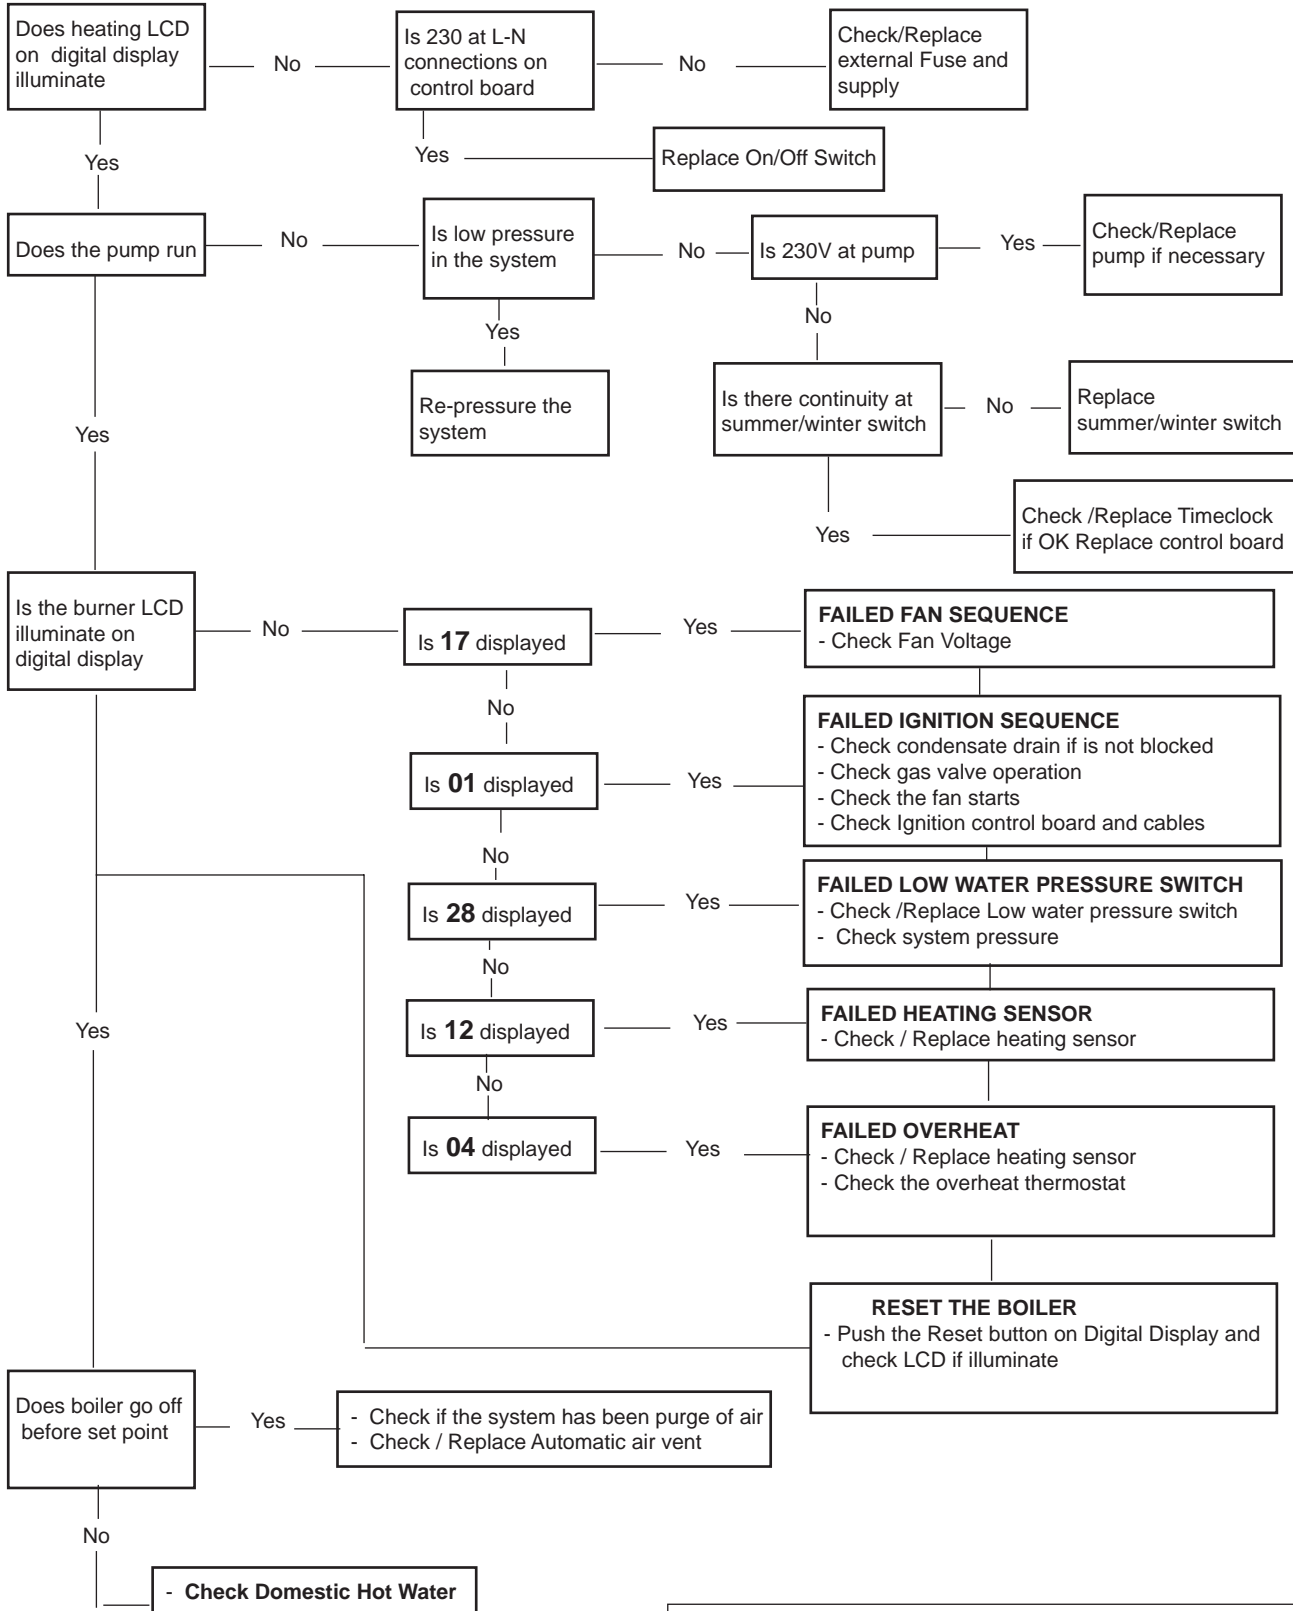 Does heating LCD
on digital display
illuminate
No
Is 230 at L-N
connections on
control board
No
Check/Replace
external Fuse and
supply
Yes
Yes
Replace On/Off Switch
Does the pump run
No
Is low pressure
in the system
No
Is 230V at pump
Yes
Check/Replace
pump if necessary
Yes
No
Re-pressure the
system
Is there continuity at
summer/winter switch
No
Replace
summer/winter switch
Yes
Yes
Check /Replace Timeclock
if OK Replace control board
Is the burner LCD
illuminate on
digital display
No
Is 17 displayed
Yes
FAILED FAN SEQUENCE
- Check Fan Voltage
No
Is 01 displayed
Yes
FAILED IGNITION SEQUENCE
- Check condensate drain if is not blocked
- Check gas valve operation
- Check the fan starts
- Check Ignition control board and cables
No
Is 28 displayed
Yes
FAILED LOW WATER PRESSURE SWITCH
- Check /Replace Low water pressure switch
- Check system pressure
No
Is 12 displayed
Yes
FAILED HEATING SENSOR
- Check / Replace heating sensor
Yes
No
Is 04 displayed
Yes
FAILED OVERHEAT
- Check / Replace heating sensor
- Check the overheat thermostat
RESET THE BOILER
- Push the Reset button on Digital Display and
check LCD if illuminate
Does boiler go off
before set point
Yes
- Check if the system has been purge of air
- Check / Replace Automatic air vent
No
- Check Domestic Hot Water